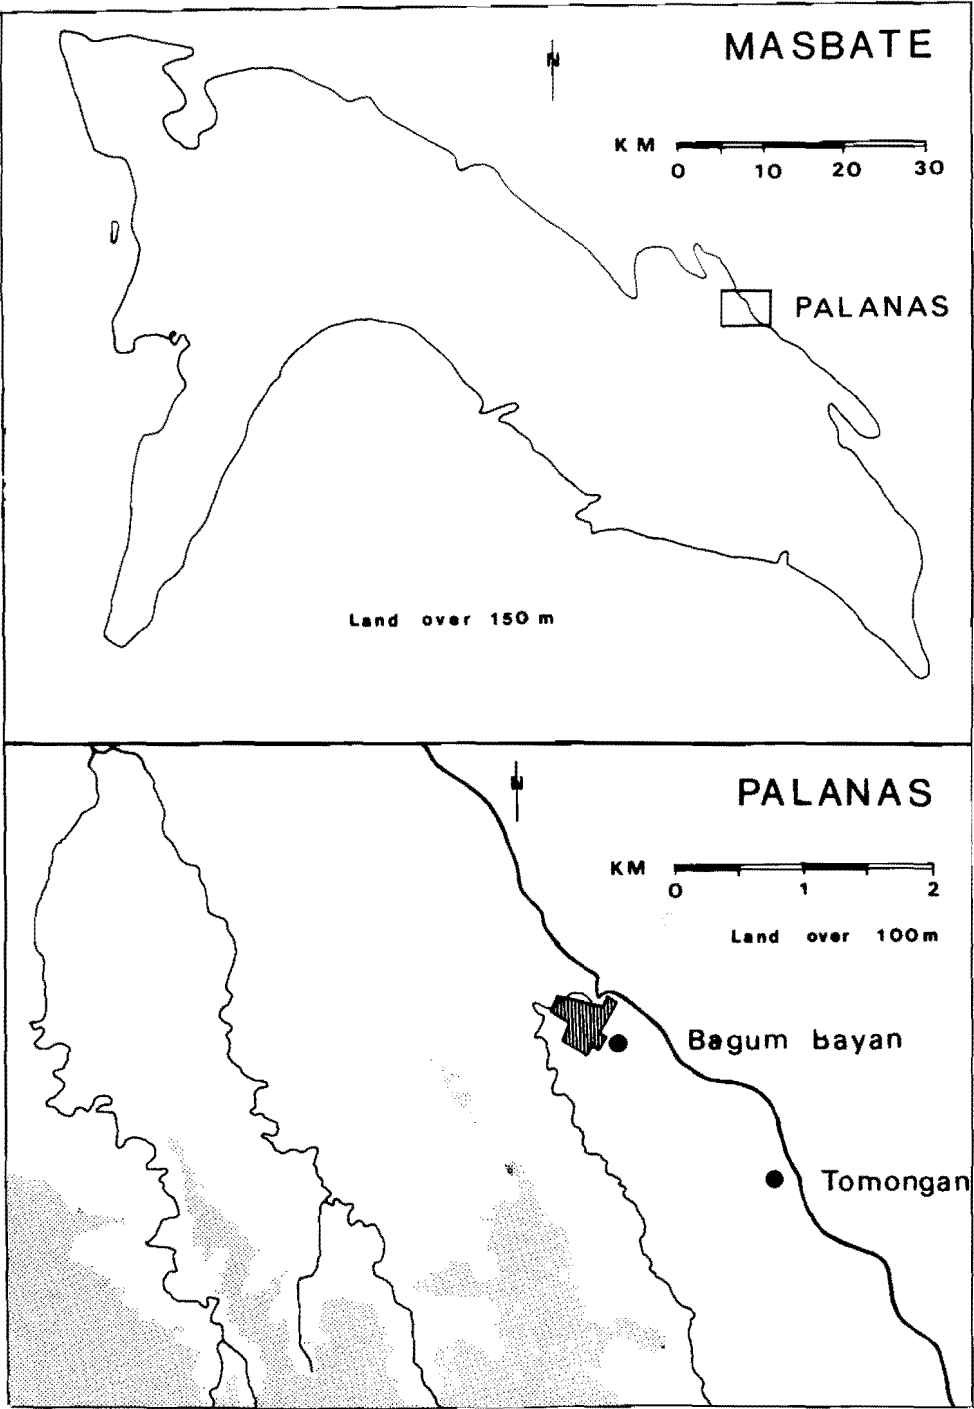 MASBATE
N
KM
0 10 20 30
PALANAS
Land over 150 m
PALANAS
N
KM
0 1 2
Land over 100m
Bagum bayan
Tomongan